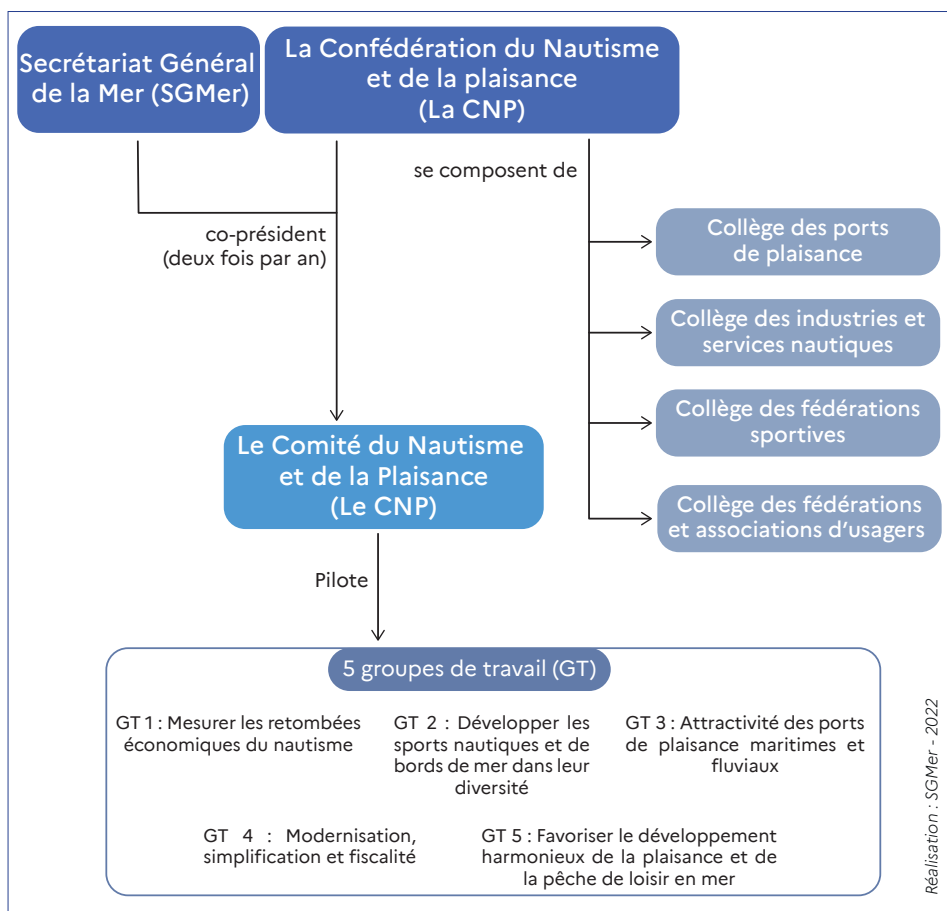 Secrétariat Général
de la Mer (SGMer)
La Confédération du Nautisme
et de la plaisance
(La CNP)
se composent de
co-président
(deux fois par an)
Collège des ports
de plaisance
Collège des industries et
services nautiques
Collège des fédérations
sportives
Collège des fédérations
et associations d'usagers
Le Comité du Nautisme
et de la Plaisance
(Le CNP)
Pilote
5 groupes de travail (GT)
GT 1 : Mesurer les retombées
économiques du nautisme
GT 2 : Développer les
sports nautiques et de
bords de mer dans leur
diversité
GT 3 : Attractivité des ports
de plaisance maritimes et
fluviaux
GT 4 : Modernisation,
simplification et fiscalité
GT 5 : Favoriser le développement
harmonieux de la plaisance et de
la pêche de loisir en mer
Réalisation : SGMer - 2022